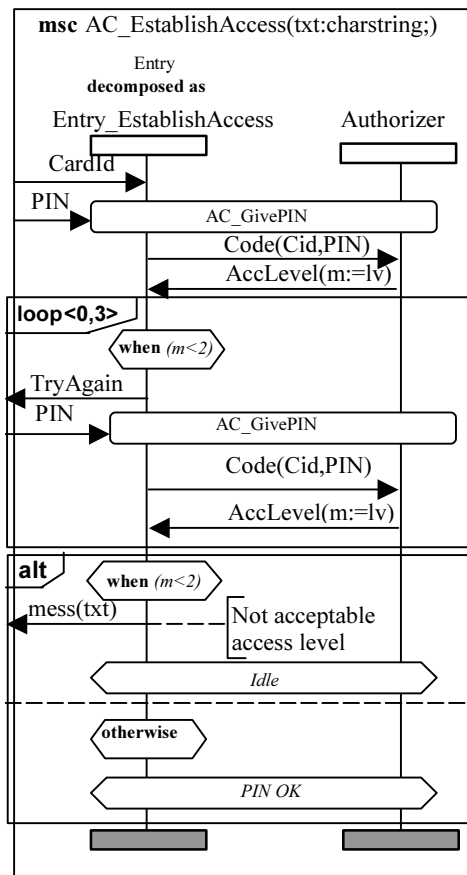 msc AC_EstablishAccess(txt:charstring;)
Entry
decomposed as
Entry_EstablishAccess
Authorizer
CardId
PIN
AC_GivePIN
Code(Cid,PIN)
AccLevel(m:=lv)
loop<0,3>
when (m<2)
TryAgain
PIN
AC_GivePIN
Code(Cid,PIN)
AccLevel(m:=lv)
alt
when (m<2)
mess(txt)
Not acceptable
access level
Idle
otherwise
PIN OK